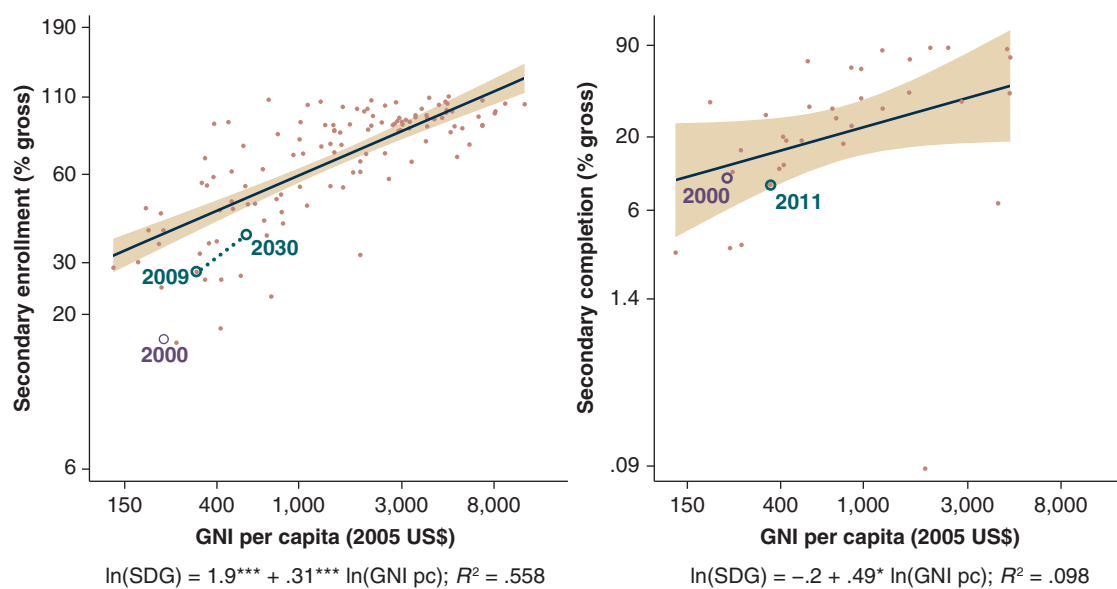 190
110
60
30
20
6
Secondary enrollment (% gross)
2009
2030
2000
150 400 1,000 3,000 8,000
GNI per capita (2005 US$)
ln(SDG) = 1.9*** + .31*** ln(GNI pc); R² = .558
90
20
6
1.4
.09
Secondary completion (% gross)
2000
2011
150 400 1,000 3,000 8,000
GNI per capita (2005 US$)
ln(SDG) = −.2 + .49* ln(GNI pc); R² = .098